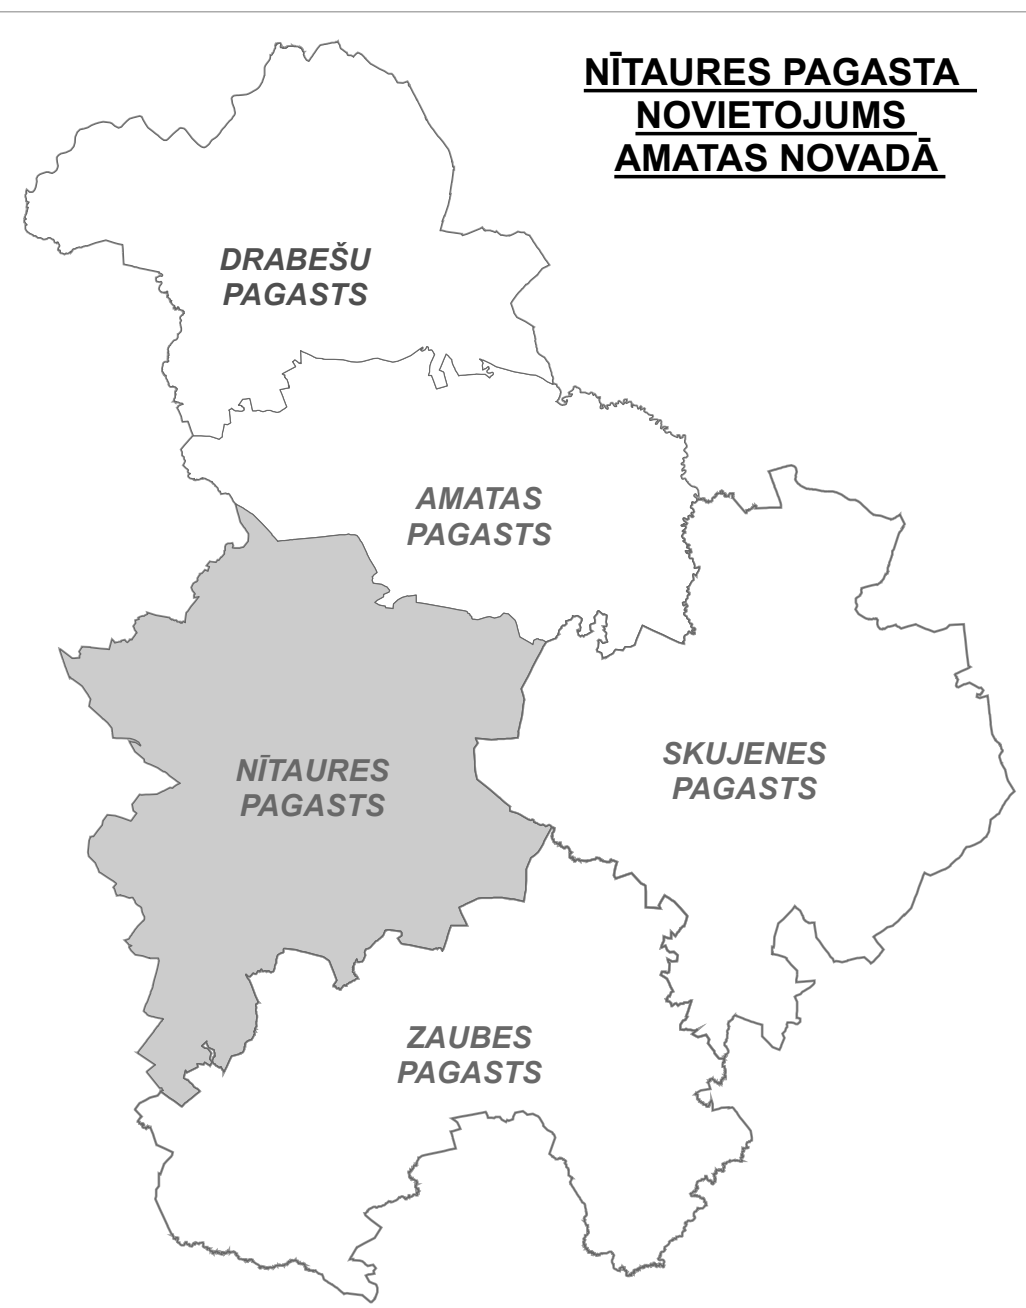 NĪTAURES PAGASTA
NOVIETOJUMS
AMATAS NOVADĀ
DRABEŠU
PAGASTS
AMATAS
PAGASTS
NĪTAURES
PAGASTS
SKUJENES
PAGASTS
ZAUBES
PAGASTS